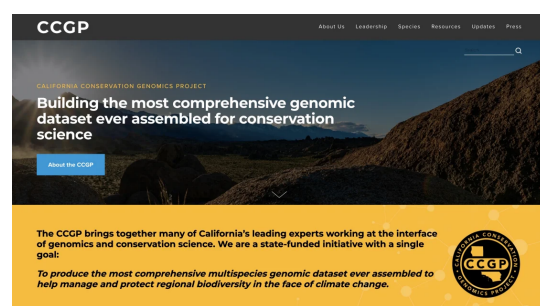 CCGP
About Us Leadership Species Resources Updates Press
CALIFORNIA CONSERVATION GENOMICS PROJECT
Building the most comprehensive genomic
dataset ever assembled for conservation
science
About the CCGP
The CCGP brings together many of California's leading experts working at the interface
of genomics and conservation science. We are a state-funded initiative with a single
goal:
To produce the most comprehensive multispecies genomic dataset ever assembled to
help manage and protect regional biodiversity in the face of climate change.
CALIFORNIA CONSERVATION
CCGP
GENOMICS PROJECT